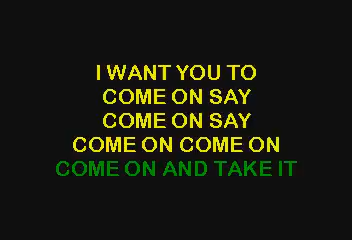 I WANT YOU TO
COME ON SAY
COME ON SAY
COME ON COME ON
COME ON AND TAKE IT